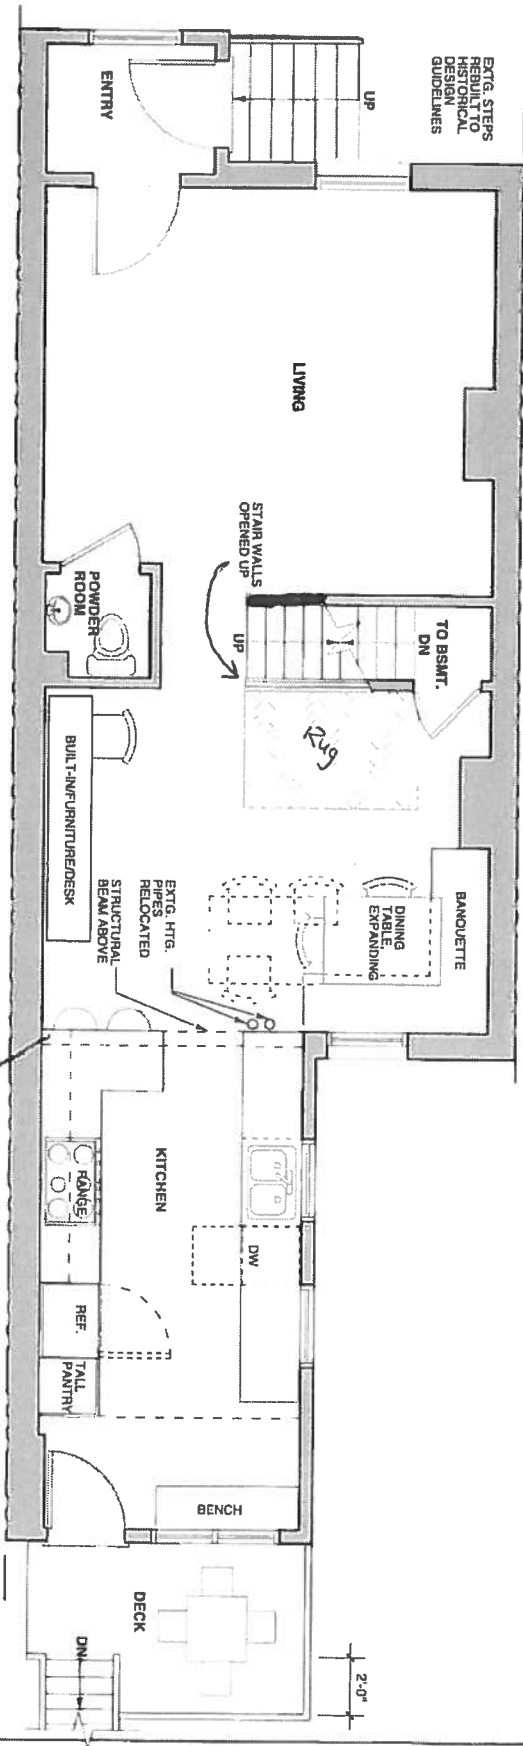 EXTG. STEPS
REBUILT TO
HISTORICAL
DESIGN
GUIDELINES
UP
ENTRY
LIVING
STAIR WALLS
OPENED UP
UP
TO BSMT.
DN
POWDER
ROOM
Rug
BUILT-IN/FURNITURE/DESK
BANQUETTE
DINING
TABLE,
EXPANDING
EXTG. HTG.
PIPES
RELOCATED
STRUCTURAL
BEAM ABOVE
KITCHEN
RANGE
DW
REF.
TALL
PANTRY
BENCH
DECK
DN
2'-0"